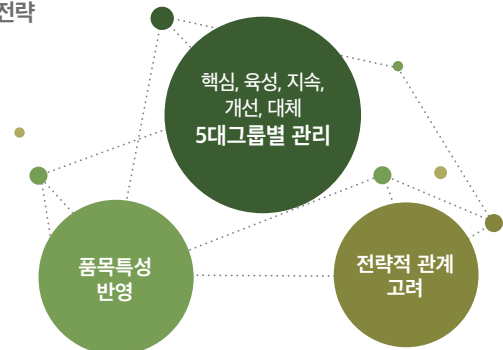 전략
핵심, 육성, 지속,
개선, 대체
5대그룹별 관리
품목특성
반영
전략적 관계
고려